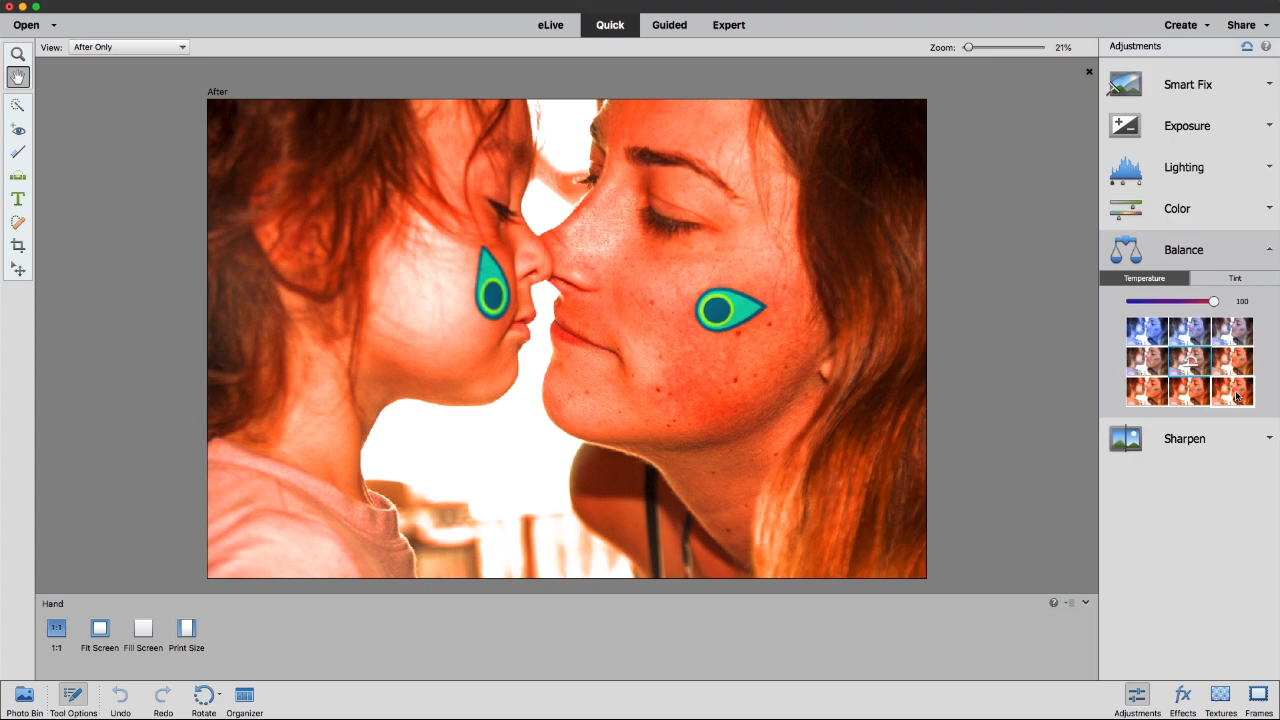 Open
eLive
Quick
Guided
Expert
Create
Share
View:
After Only
Zoom:
21%
Adjustments
After
Smart Fix
Exposure
Lighting
Color
Balance
Temperature
Tint
100
Sharpen
Hand
1:1
1:1
Fit Screen
Fill Screen
Print Size
Photo Bin
Tool Options
Undo
Redo
Rotate
Organizer
fx
Adjustments
Effects
Textures
Frames